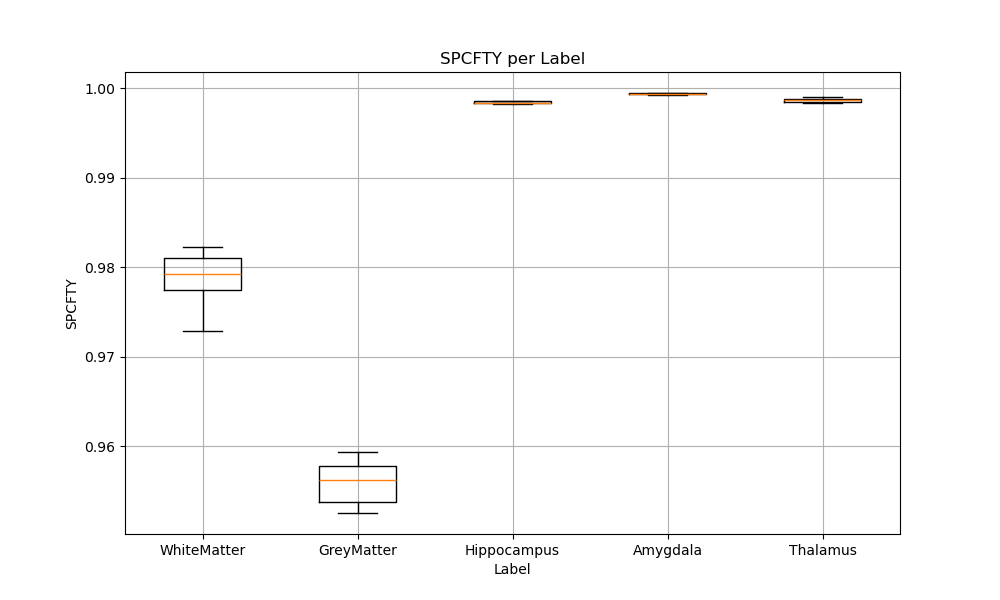 SPCFTY per Label
1.00
0.99
0.98
0.97
0.96
SPCFTY
WhiteMatter GreyMatter Hippocampus Amygdala Thalamus
Label